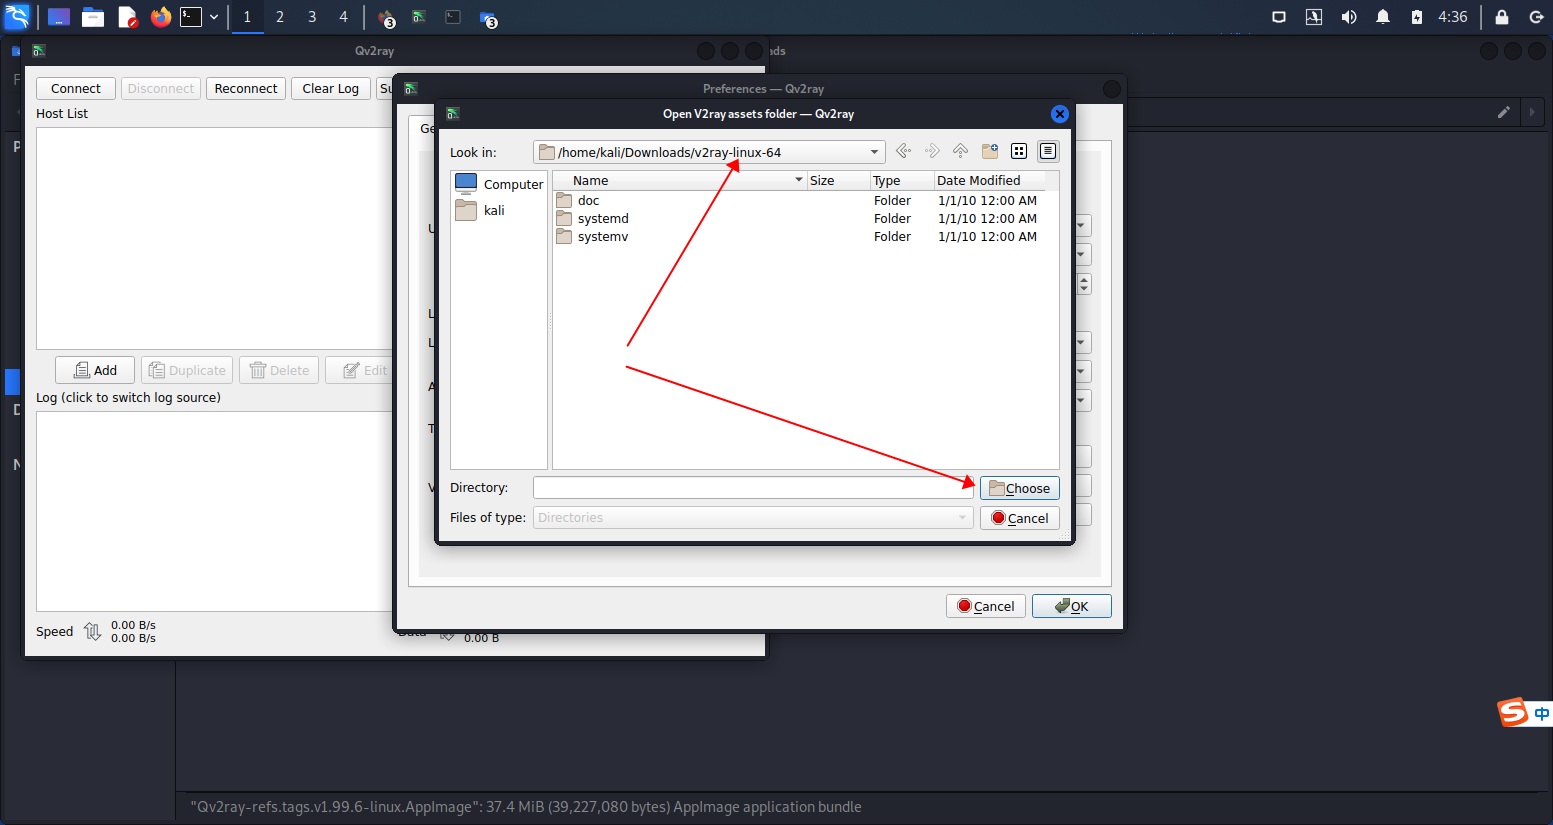 1 2 3 4 3 3 4:36
Qv2ray
ads
Connect Disconnect Reconnect Clear Log Su
Host List
Add Duplicate Delete Edit
Log (click to switch log source)
Speed 0.00 B/s
0.00 B/s
Data
0.00 B
Preferences — Qv2ray
Ge
Open V2ray assets folder — Qv2ray
Look in: /home/kali/Downloads/v2ray-linux-64
Computer
kali
Name Size Type Date Modified
doc Folder 1/1/10 12:00 AM
systemd Folder 1/1/10 12:00 AM
systemv Folder 1/1/10 12:00 AM
Directory: Choose
Files of type: Directories Cancel
Cancel OK
中
"Qv2ray-refs.tags.v1.99.6-linux.AppImage": 37.4 MiB (39,227,080 bytes) AppImage application bundle